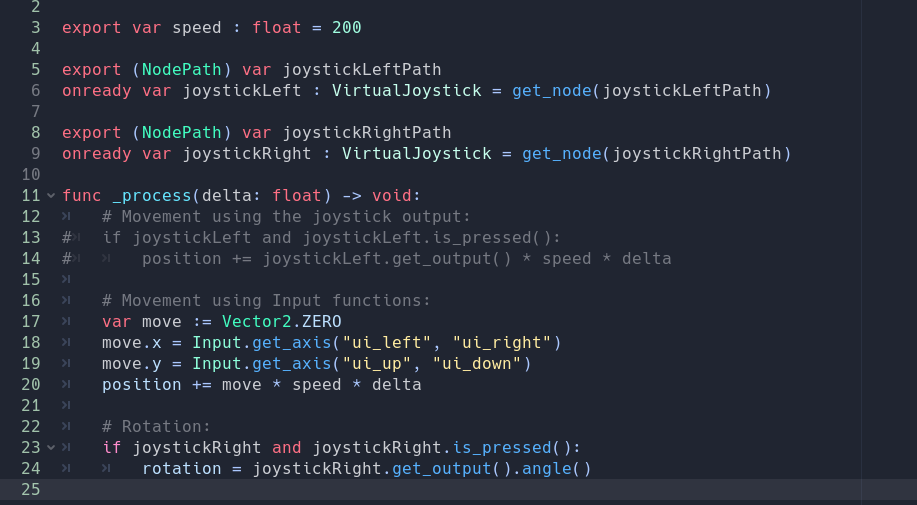 2
3 export var speed : float = 200
4
5 export (NodePath) var joystickLeftPath
6 onready var joystickLeft : VirtualJoystick = get_node(joystickLeftPath)
7
8 export (NodePath) var joystickRightPath
9 onready var joystickRight : VirtualJoystick = get_node(joystickRightPath)
10
11 func _process(delta: float) -> void:
12 # Movement using the joystick output:
13 # if joystickLeft and joystickLeft.is_pressed():
14 # position += joystickLeft.get_output() * speed * delta
15
16 # Movement using Input functions:
17 var move := Vector2.ZERO
18 move.x = Input.get_axis("ui_left", "ui_right")
19 move.y = Input.get_axis("ui_up", "ui_down")
20 position += move * speed * delta
21
22 # Rotation:
23 if joystickRight and joystickRight.is_pressed():
24 rotation = joystickRight.get_output().angle()
25